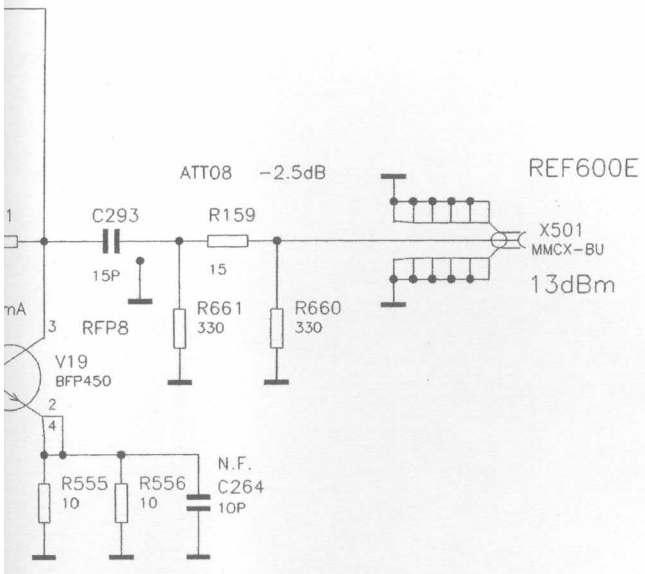 ATT08 -2.5dB
REF600E
1
C293
R159
X501
MMCX-BU
15P
15
13dBm
mA
3
RFP8
R661
330
R660
330
V19
BFP450
2
4
N.F.
R555
10
R556
10
C264
10P